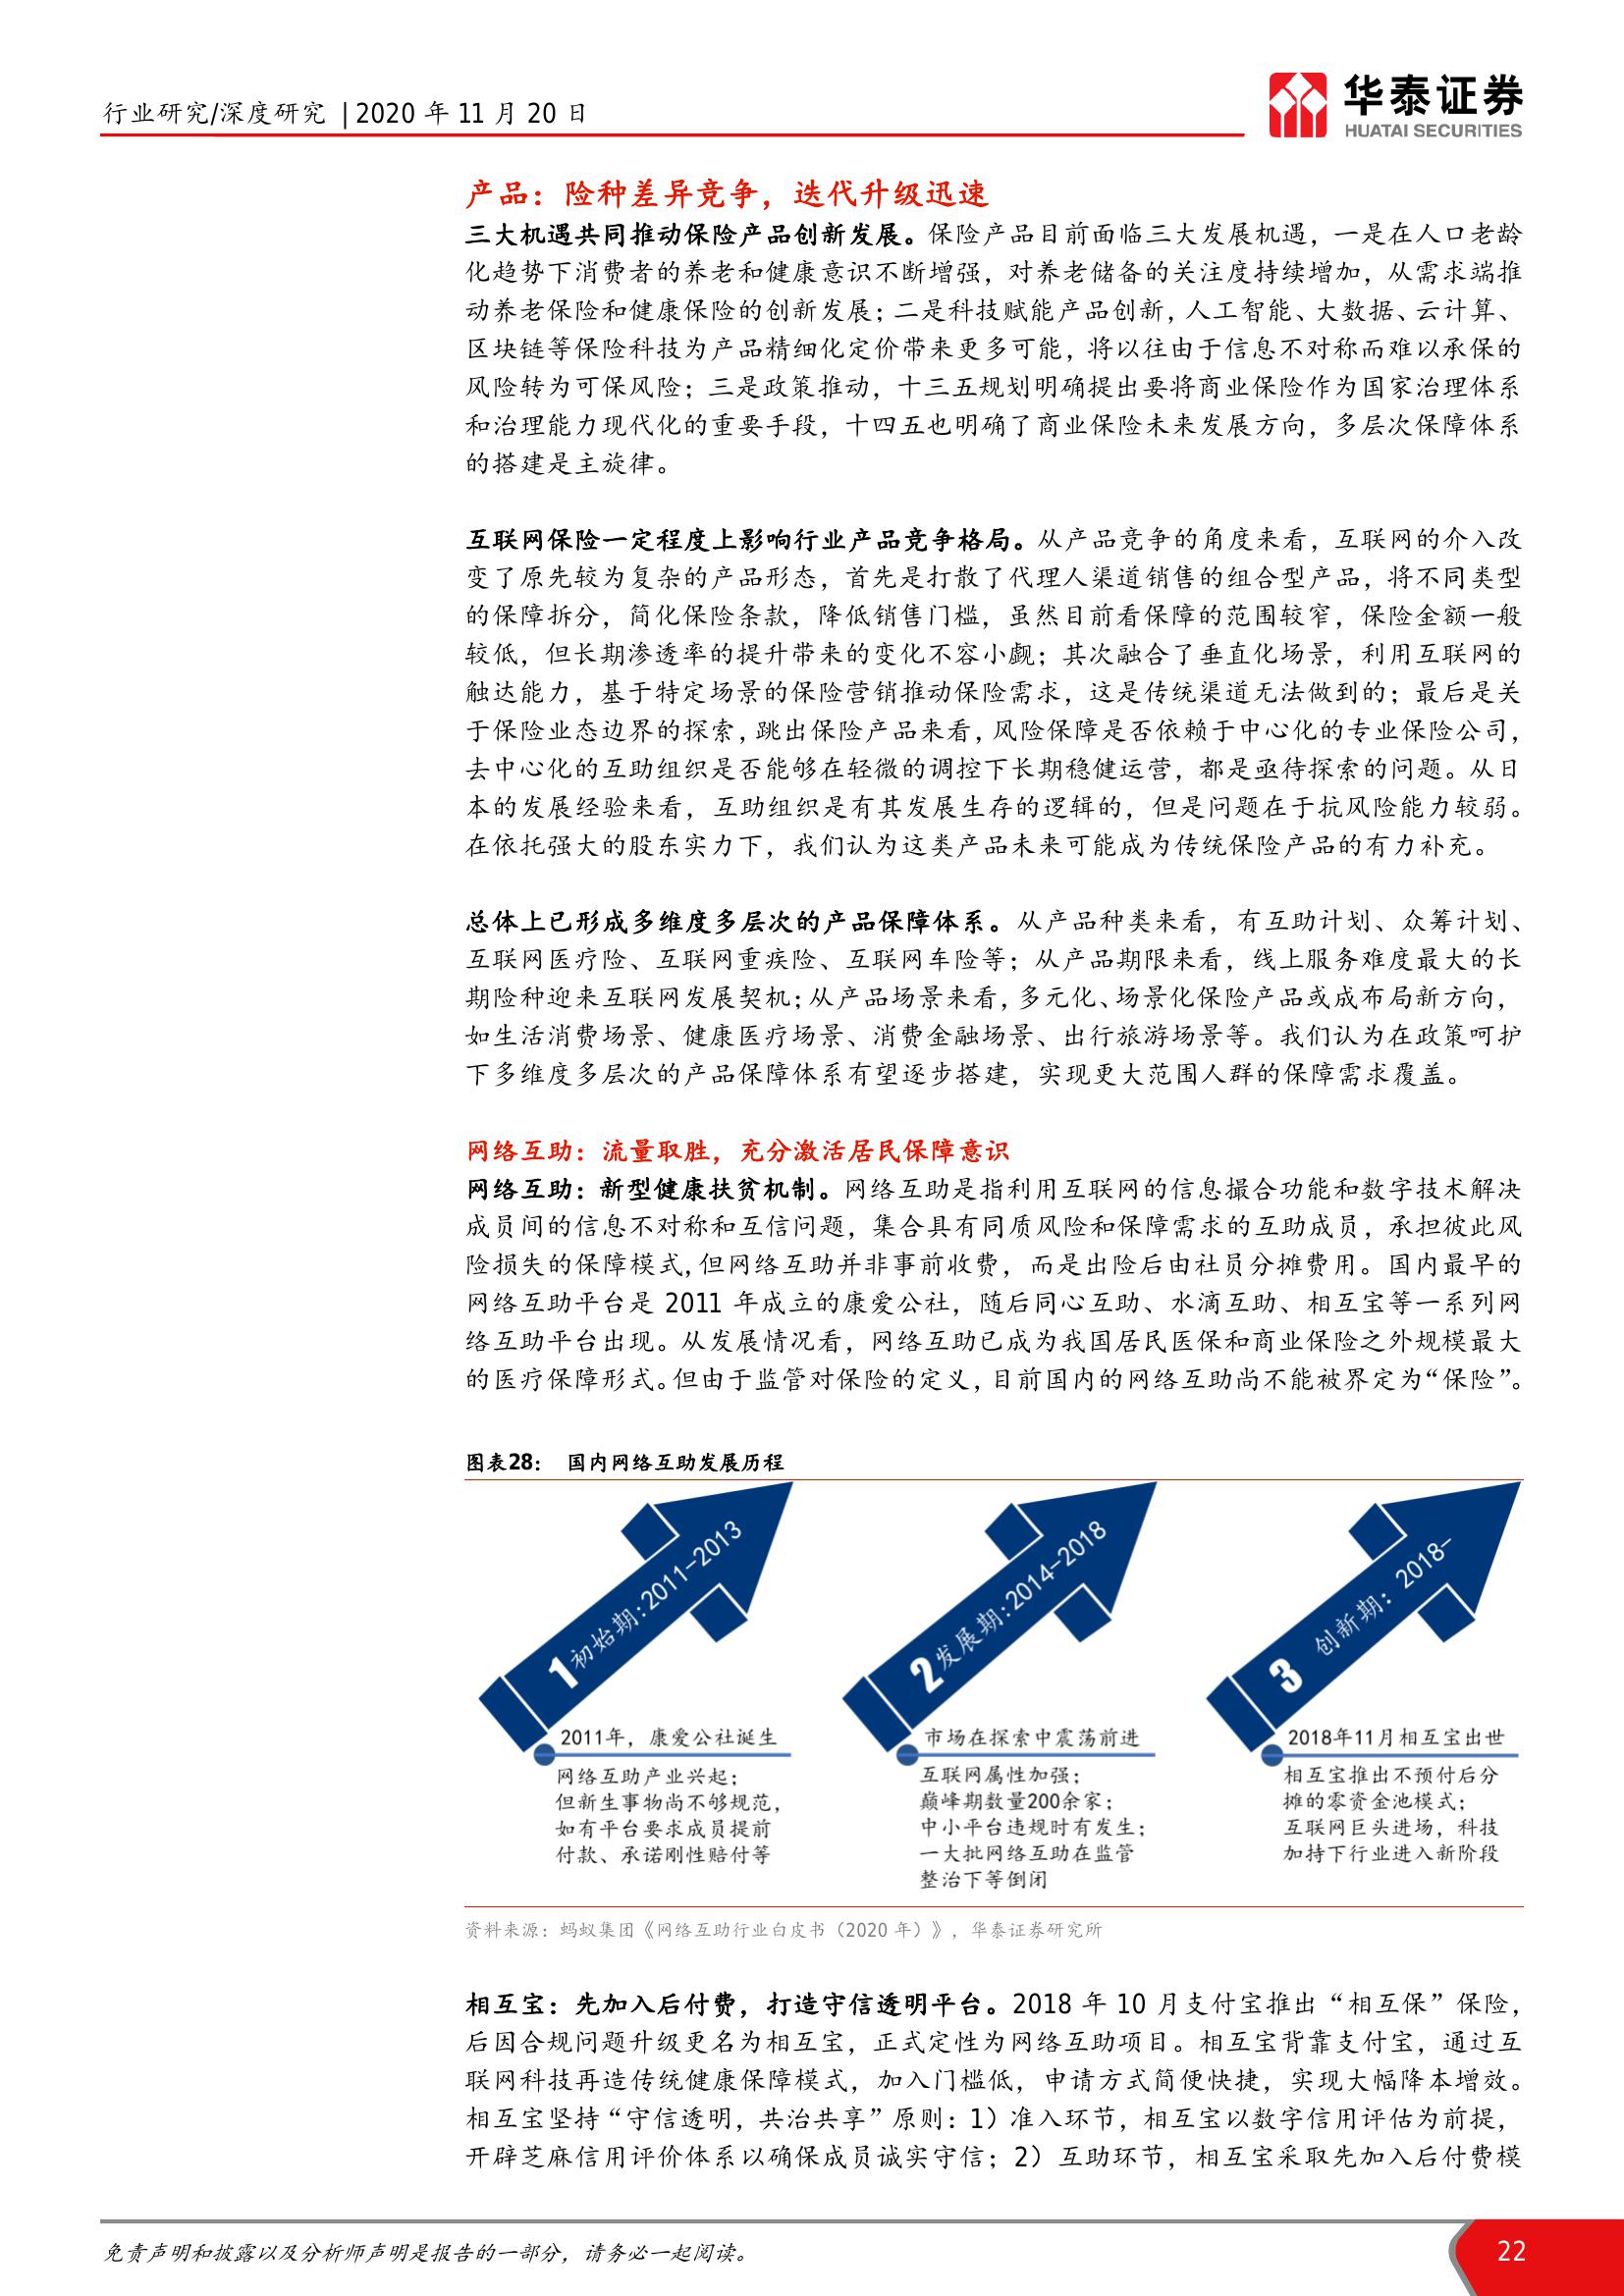 行业研究/深度研究 | 2020 年 11 月 20 日
华泰证券
HUATAI SECURITIES
产品：险种差异竞争，迭代升级迅速
三大机遇共同推动保险产品创新发展。保险产品目前面临三大发展机遇，一是在人口老龄
化趋势下消费者的养老和健康意识不断增强，对养老储备的关注度持续增加，从需求端推
动养老保险和健康保险的创新发展；二是科技赋能产品创新，人工智能、大数据、云计算、
区块链等保险科技为产品精细化定价带来更多可能，将以往由于信息不对称而难以承保的
风险转为可保风险；三是政策推动，十三五规划明确提出要将商业保险作为国家治理体系
和治理能力现代化的重要手段，十四五也明确了商业保险未来发展方向，多层次保障体系
的搭建是主旋律。
互联网保险一定程度上影响行业产品竞争格局。从产品竞争的角度来看，互联网的介入改
变了原先较为复杂的产品形态，首先是打散了代理人渠道销售的组合型产品，将不同类型
的保障拆分，简化保险条款，降低销售门槛，虽然目前看保障的范围较窄，保险金额一般
较低，但长期渗透率的提升带来的变化不容小觑；其次融合了垂直化场景，利用互联网的
触达能力，基于特定场景的保险营销推动保险需求，这是传统渠道无法做到的；最后是关
于保险业态边界的探索，跳出保险产品来看，风险保障是否依赖于中心化的专业保险公司，
去中心化的互助组织是否能够在轻微的调控下长期稳健运营，都是亟待探索的问题。从日
本的发展经验来看，互助组织是有其发展生存的逻辑的，但是问题在于抗风险能力较弱。
在依托强大的股东实力下，我们认为这类产品未来可能成为传统保险产品的有力补充。
总体上已形成多维度多层次的产品保障体系。从产品种类来看，有互助计划、众筹计划、
互联网医疗险、互联网重疾险、互联网车险等；从产品期限来看，线上服务难度最大的长
期险种迎来互联网发展契机；从产品场景来看，多元化、场景化保险产品或成布局新方向，
如生活消费场景、健康医疗场景、消费金融场景、出行旅游场景等。我们认为在政策呵护
下多维度多层次的产品保障体系有望逐步搭建，实现更大范围人群的保障需求覆盖。
网络互助：流量取胜，充分激活居民保障意识
网络互助：新型健康扶贫机制。网络互助是指利用互联网的信息撮合功能和数字技术解决
成员间的信息不对称和互信问题，集合具有同质风险和保障需求的互助成员，承担彼此风
险损失的保障模式，但网络互助并非事前收费，而是出险后由社员分摊费用。国内最早的
网络互助平台是 2011 年成立的康爱公社，随后同心互助、水滴互助、相互宝等一系列网
络互助平台出现。从发展情况看，网络互助已成为我国居民医保和商业保险之外规模最大
的医疗保障形式。但由于监管对保险的定义，目前国内的网络互助尚不能被界定为“保险”。
图表28： 国内网络互助发展历程
1 初始期:2011-2013
2011年，康爱公社诞生
网络互助产业兴起；
但新生事物尚不够规范，
如有平台要求成员提前
付款、承诺刚性赔付等
2 发展期:2014-2018
市场在探索中震荡前进
互联网属性加强；
巅峰期数量200余家；
中小平台违规时有发生；
一大批网络互助在监管
整治下等倒闭
3 创新期：2018-
2018年11月相互宝出世
相互宝推出不预付后分
摊的零资金池模式；
互联网巨头进场，科技
加持下行业进入新阶段
资料来源：蚂蚁集团《网络互助行业白皮书（2020 年）》，华泰证券研究所
相互宝：先加入后付费，打造守信透明平台。2018 年 10 月支付宝推出“相互保”保险，
后因合规问题升级更名为相互宝，正式定性为网络互助项目。相互宝背靠支付宝，通过互
联网科技再造传统健康保障模式，加入门槛低，申请方式简便快捷，实现大幅降本增效。
相互宝坚持“守信透明，共治共享”原则：1）准入环节，相互宝以数字信用评估为前提，
开辟芝麻信用评价体系以确保成员诚实守信；2）互助环节，相互宝采取先加入后付费模
免责声明和披露以及分析师声明是报告的一部分，请务必一起阅读。
22